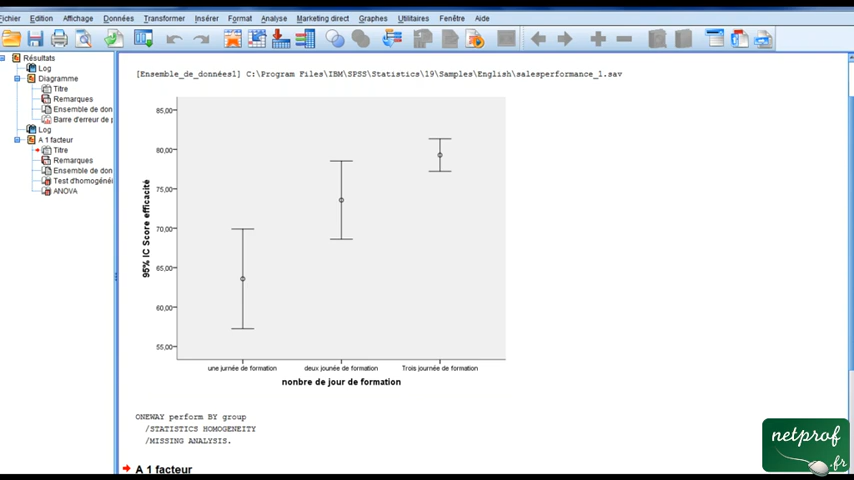 Fichier Edition Affichage Données Transformer Insérer Format Analyse Marketing direct Graphes Utilitaires Fenêtre Aide
Résultats
Log
Diagramme
Titre
Remarques
Ensemble de don
Barre d'erreur de p
Log
A 1 facteur
Titre
Remarques
Ensemble de don
Test d'homogénéi
ANOVA
[Ensemble_de_données1] C:\Program Files\IBM\SPSS\Statistics\19\Samples\English\salesperformance_1.sav
95% IC Score efficacité
85,00
80,00
75,00
70,00
65,00
60,00
55,00
une jurnée de formation deux jounée de formation Trois journée de formation
nonbre de jour de formation
ONEWAY perform BY group
/STATISTICS HOMOGENEITY
/MISSING ANALYSIS.
A 1 facteur
netprof
.fr